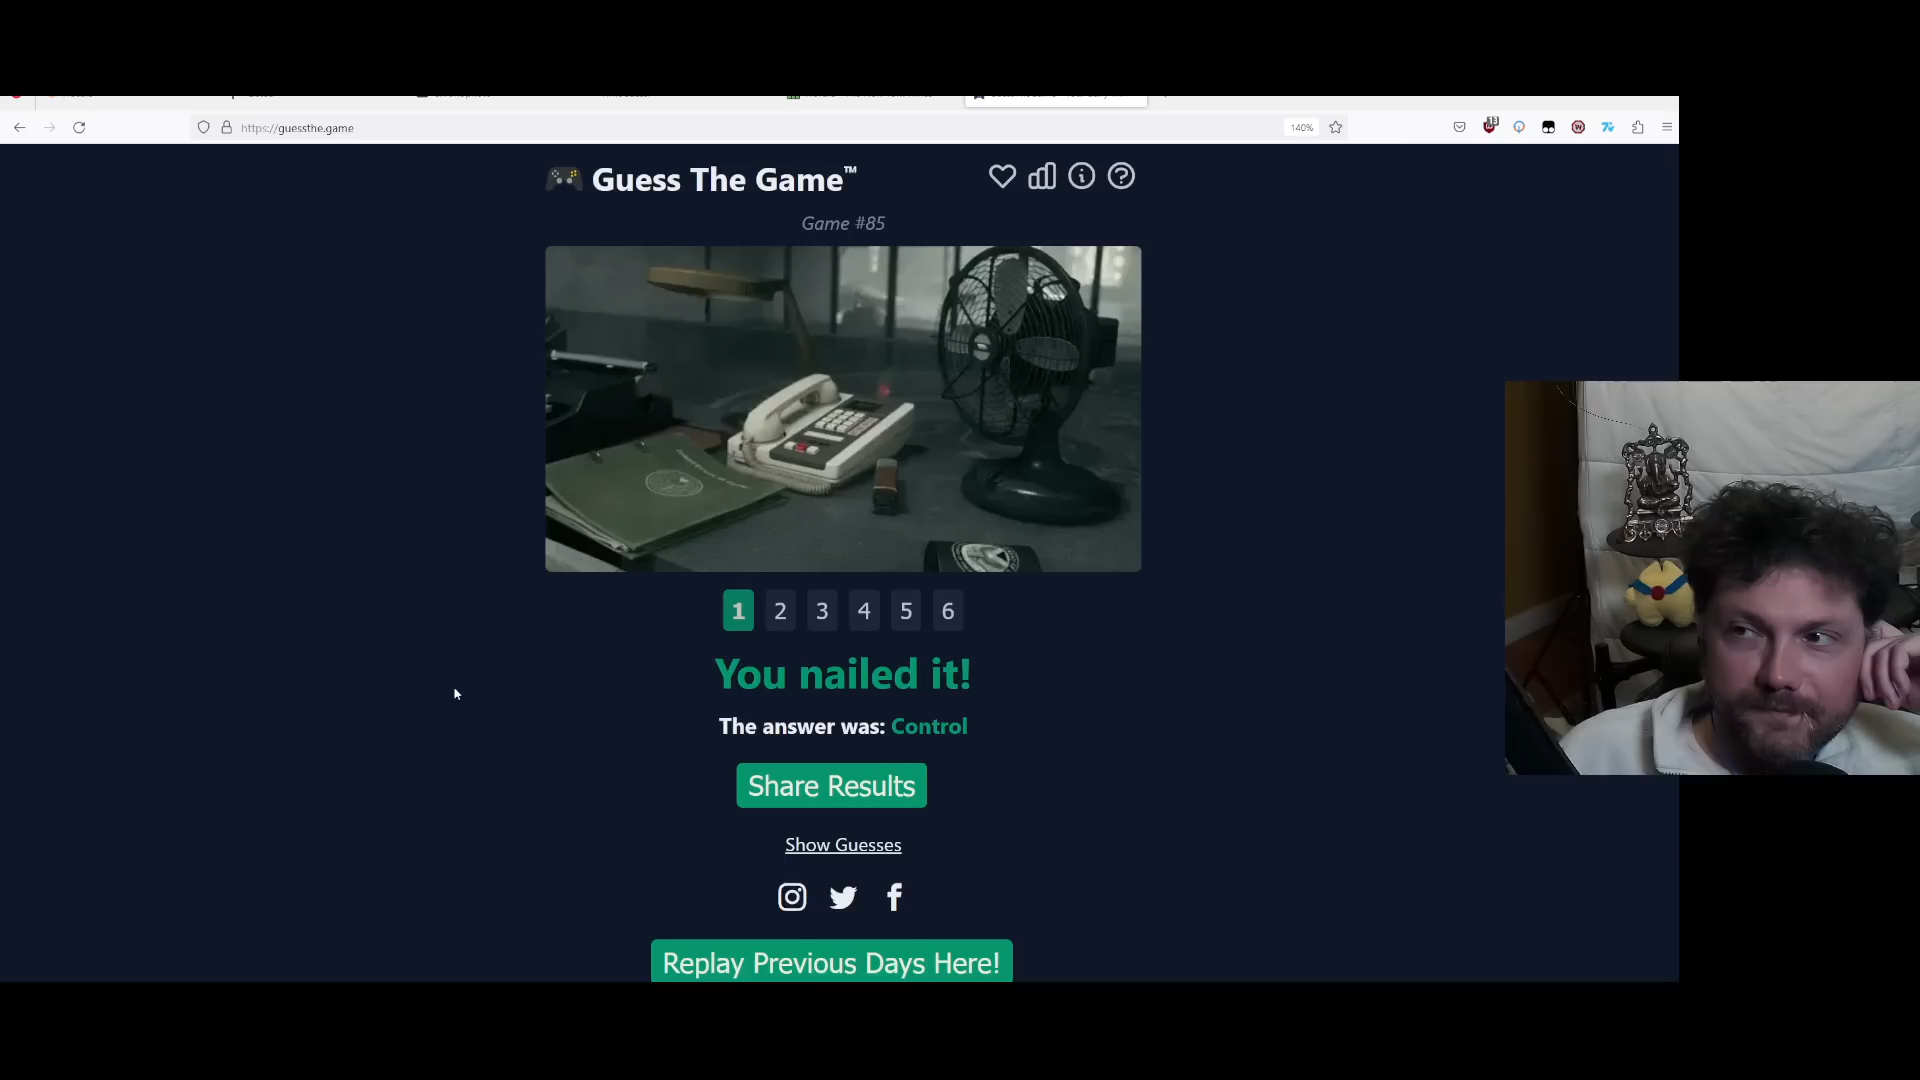 https://guessthe.game
140%
13
Guess The Game™
Game #85
1 2 3 4 5 6
You nailed it!
The answer was: Control
Share Results
Show Guesses
Replay Previous Days Here!